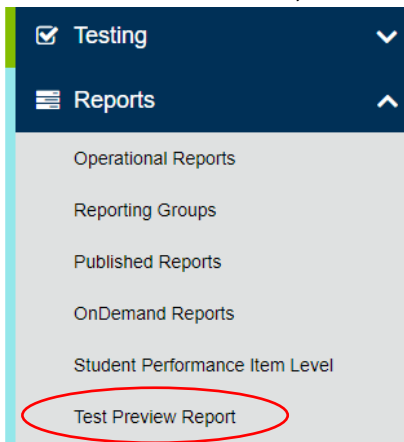 Testing
Reports
Operational Reports
Reporting Groups
Published Reports
OnDemand Reports
Student Performance Item Level
Test Preview Report